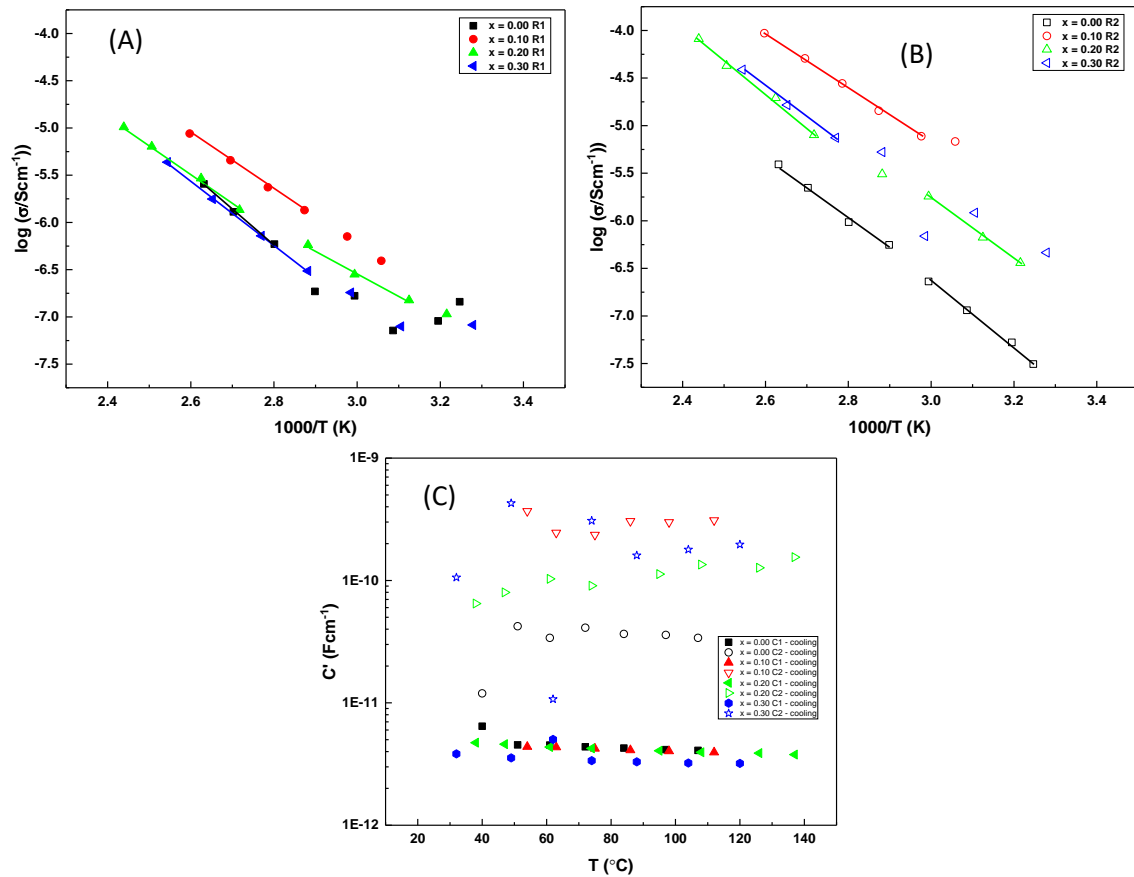 (A)
x = 0.00 R1
x = 0.10 R1
x = 0.20 R1
x = 0.30 R1
-4.0
-4.5
-5.0
-5.5
-6.0
-6.5
-7.0
-7.5
log (σ/Scm⁻¹))
2.4 2.6 2.8 3.0 3.2 3.4
1000/T (K)
(B)
x = 0.00 R2
x = 0.10 R2
x = 0.20 R2
x = 0.30 R2
-4.0
-4.5
-5.0
-5.5
-6.0
-6.5
-7.0
-7.5
log (σ/Scm⁻¹))
2.4 2.6 2.8 3.0 3.2 3.4
1000/T (K)
(C)
1E-9
1E-10
1E-11
1E-12
C' (Fcm⁻¹)
x = 0.00 C1 - cooling
x = 0.00 C2 - cooling
x = 0.10 C1 - cooling
x = 0.10 C2 - cooling
x = 0.20 C1 - cooling
x = 0.20 C2 - cooling
x = 0.30 C1 - cooling
x = 0.30 C2 - cooling
20 40 60 80 100 120 140
T (°C)